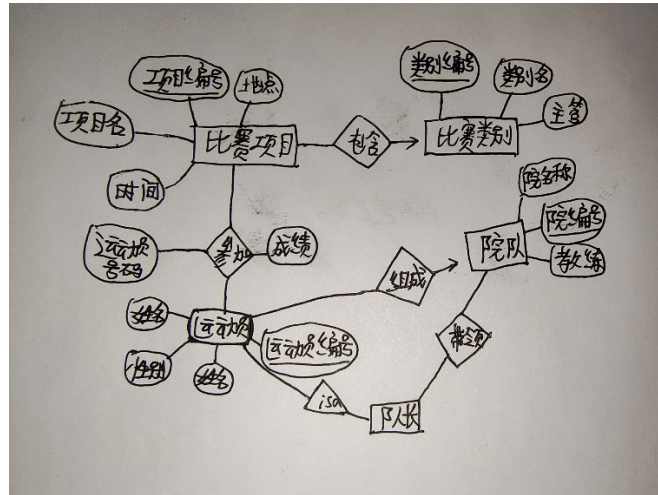 类别编号
类别名
主管
项目编号
地点
项目名
比赛项目
包含
比赛类别
时间
院名称
院编号
教练
院队
运动员
号码
参加
成绩
组成
姓名
运动员
运动员编号
带领
性别
姓名
isa
队长